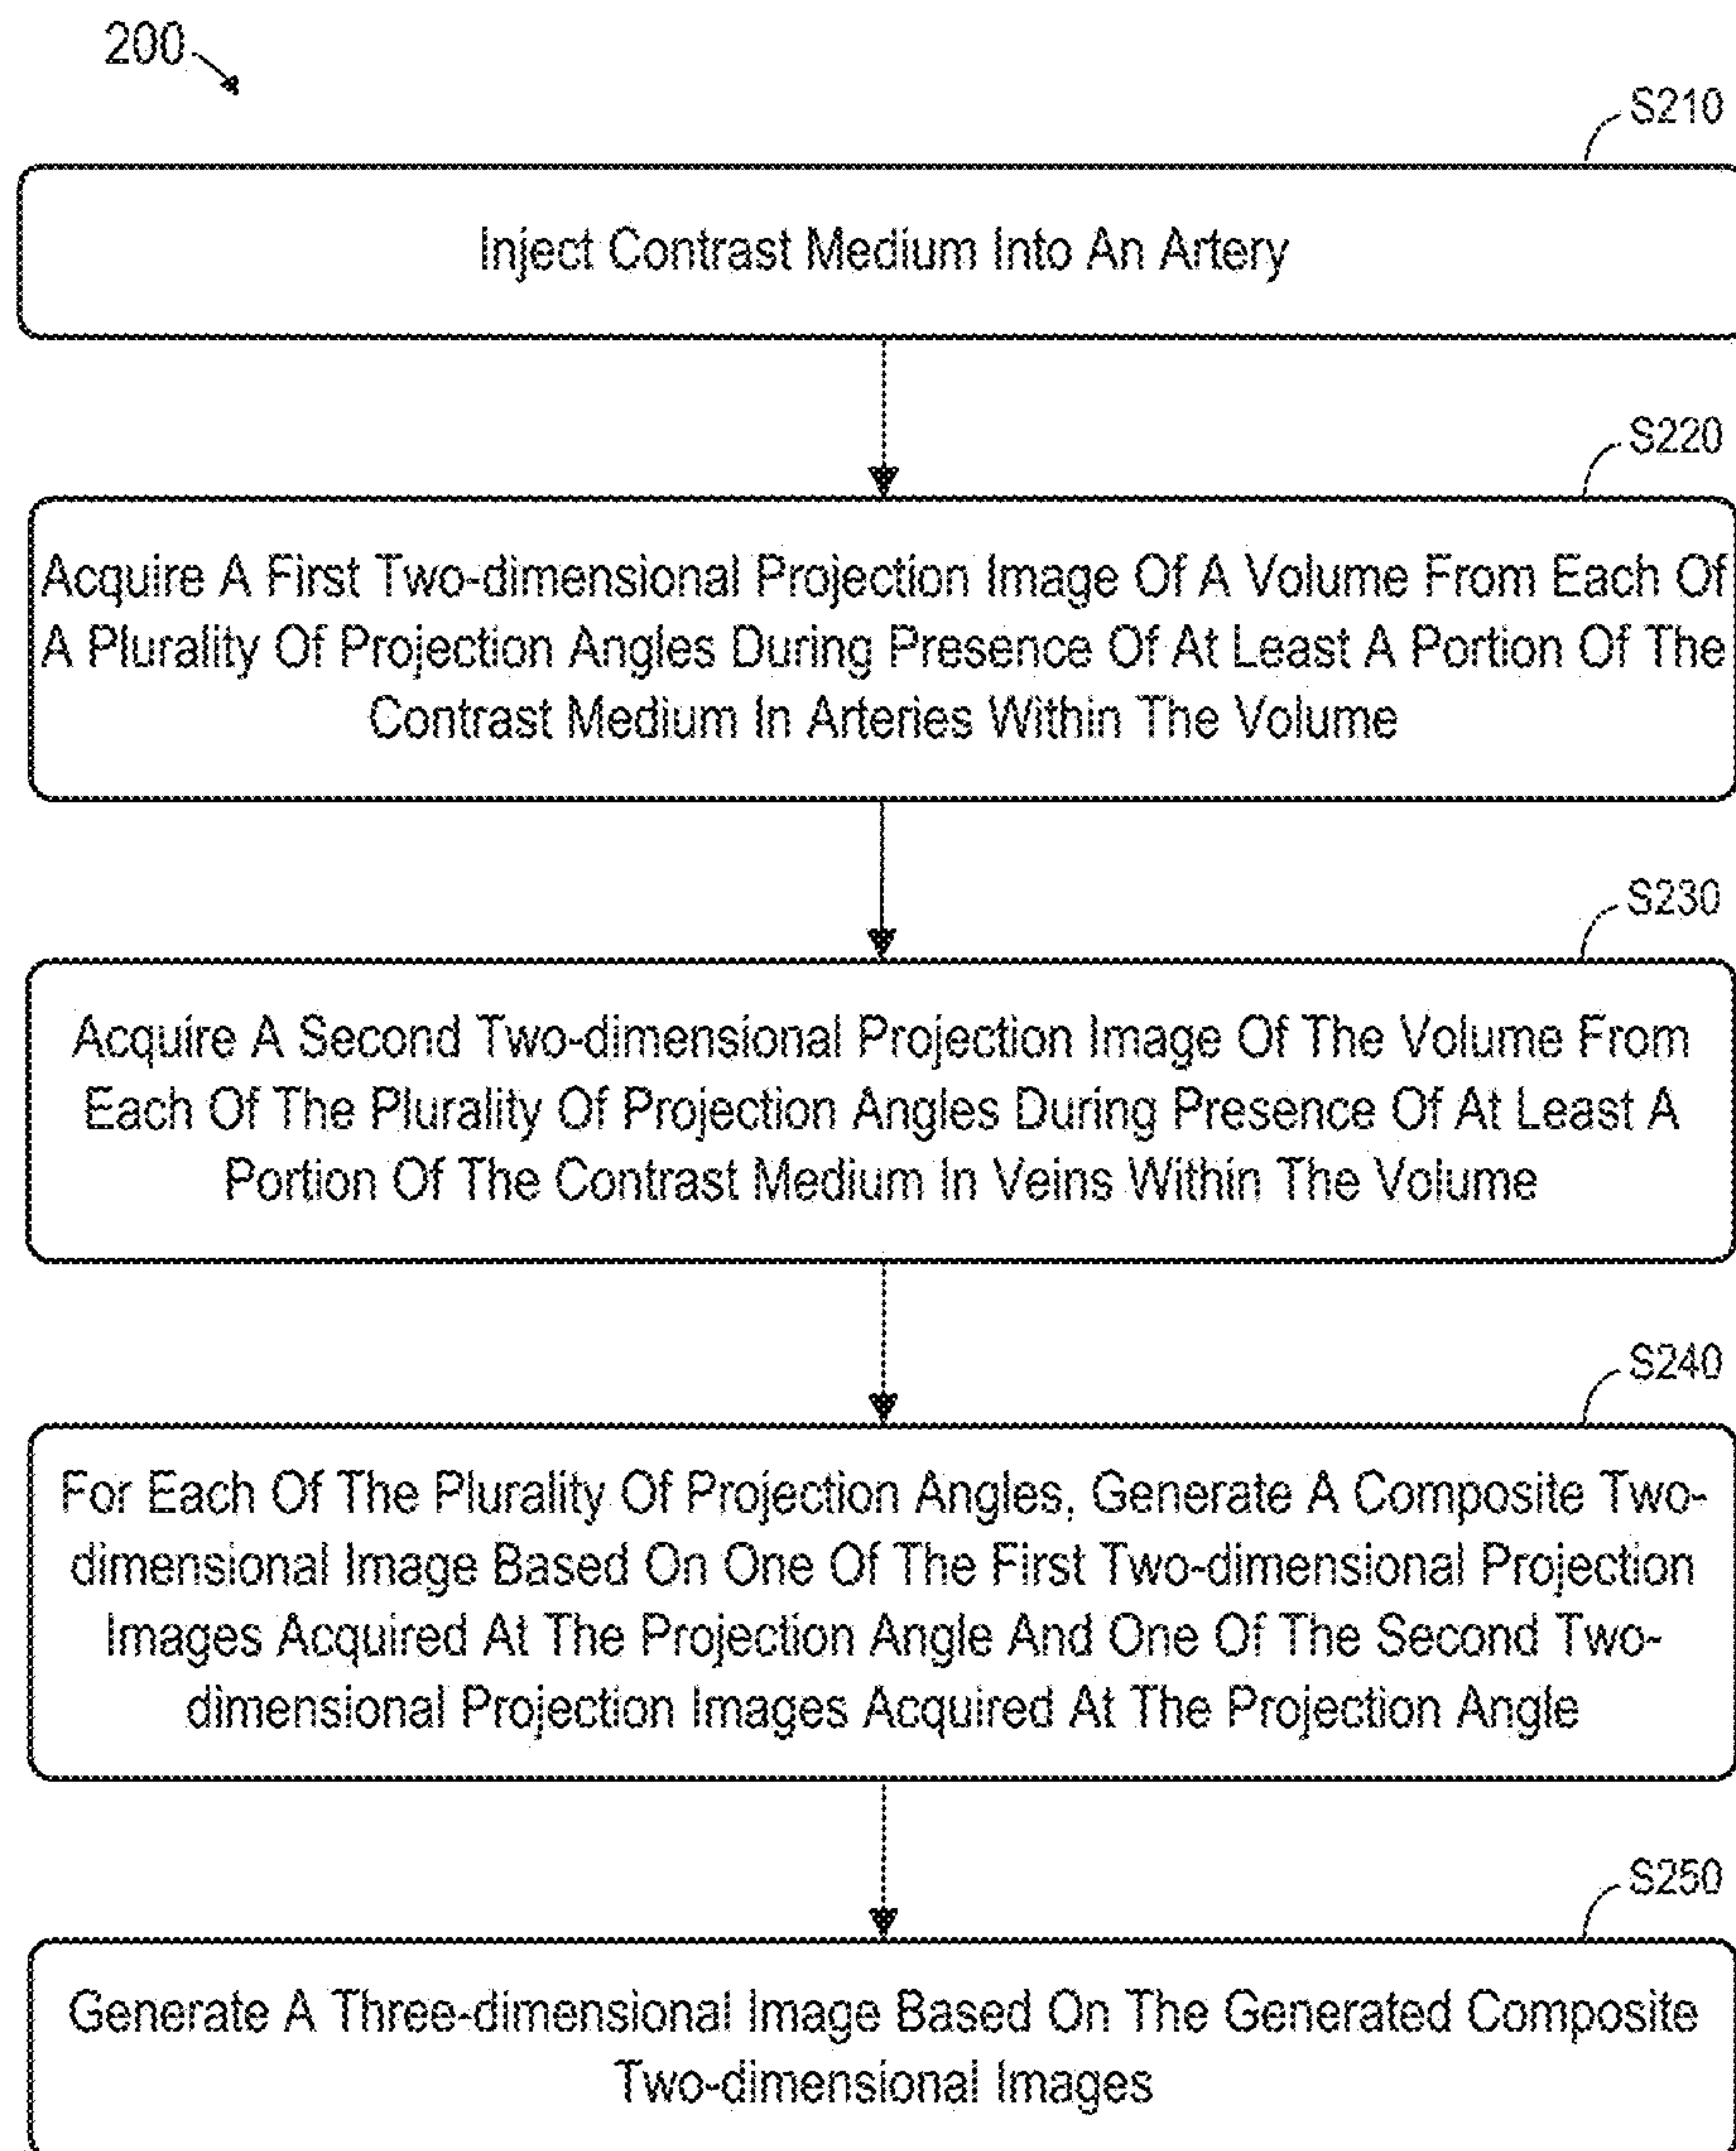 200
S210
Inject Contrast Medium Into An Artery
S220
Acquire A First Two-dimensional Projection Image Of A Volume From Each Of
A Plurality Of Projection Angles During Presence Of At Least A Portion Of The
Contrast Medium In Arteries Within The Volume
S230
Acquire A Second Two-dimensional Projection Image Of The Volume From
Each Of The Plurality Of Projection Angles During Presence Of At Least A
Portion Of The Contrast Medium In Veins Within The Volume
S240
For Each Of The Plurality Of Projection Angles, Generate A Composite Two-
dimensional Image Based On One Of The First Two-dimensional Projection
Images Acquired At The Projection Angle And One Of The Second Two-
dimensional Projection Images Acquired At The Projection Angle
S250
Generate A Three-dimensional Image Based On The Generated Composite
Two-dimensional Images